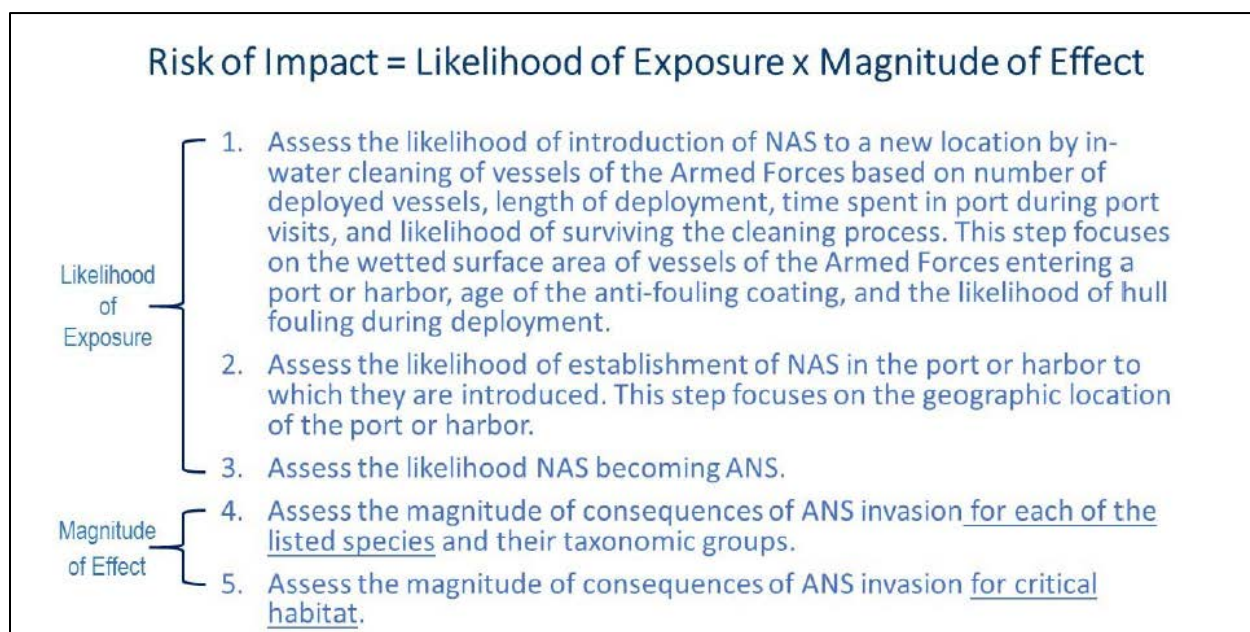 Risk of Impact = Likelihood of Exposure x Magnitude of Effect
1. Assess the likelihood of introduction of NAS to a new location by in-
water cleaning of vessels of the Armed Forces based on number of
deployed vessels, length of deployment, time spent in port during port
visits, and likelihood of surviving the cleaning process. This step focuses
on the wetted surface area of vessels of the Armed Forces entering a
port or harbor, age of the anti-fouling coating, and the likelihood of hull
fouling during deployment.
Likelihood
of
Exposure
2. Assess the likelihood of establishment of NAS in the port or harbor to
which they are introduced. This step focuses on the geographic location
of the port or harbor.
3. Assess the likelihood NAS becoming ANS.
Magnitude
of Effect
4. Assess the magnitude of consequences of ANS invasion for each of the
listed species and their taxonomic groups.
5. Assess the magnitude of consequences of ANS invasion for critical
habitat.